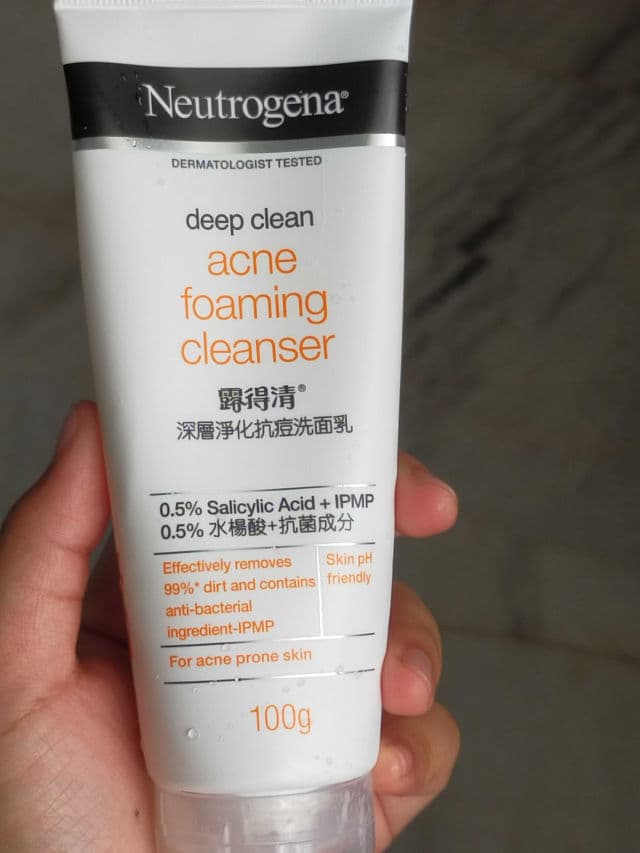 Neutrogena®
DERMATOLOGIST TESTED
deep clean
acne
foaming
cleanser
露得清®
深層淨化抗痘洗面乳
0.5% Salicylic Acid + IPMP
0.5% 水楊酸+抗菌成分
Effectively removes
99%* dirt and contains
anti-bacterial
ingredient-IPMP
Skin pH
friendly
For acne prone skin
100g